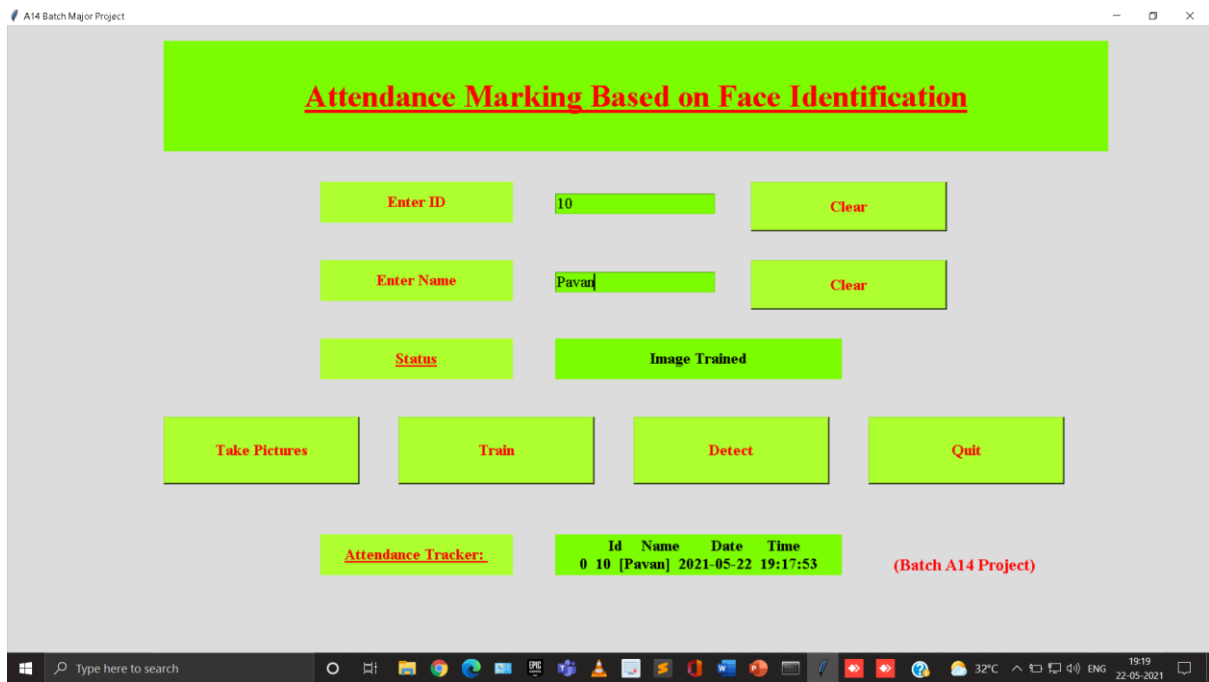 A14 Batch Major Project
Attendance Marking Based on Face Identification
Enter ID
10
Clear
Enter Name
Pavan
Clear
Status
Image Trained
Take Pictures
Train
Detect
Quit
Attendance Tracker:
Id Name Date Time
0 10 [Pavan] 2021-05-22 19:17:53
(Batch A14 Project)
Type here to search
EPIC
32°C
ENG
19:19
22-05-2021